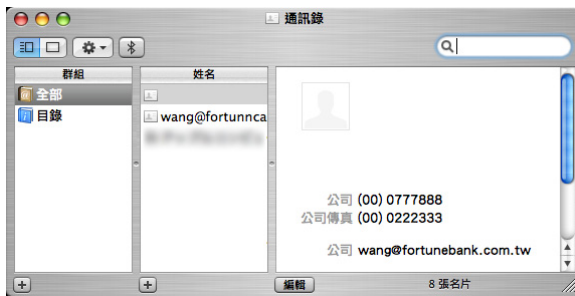 通訊錄
群組
姓名
全部
目錄
wang@fortunnca
公司 (00) 0777888
公司傳真 (00) 0222333
公司 wang@fortunebank.com.tw
編輯
8 張名片